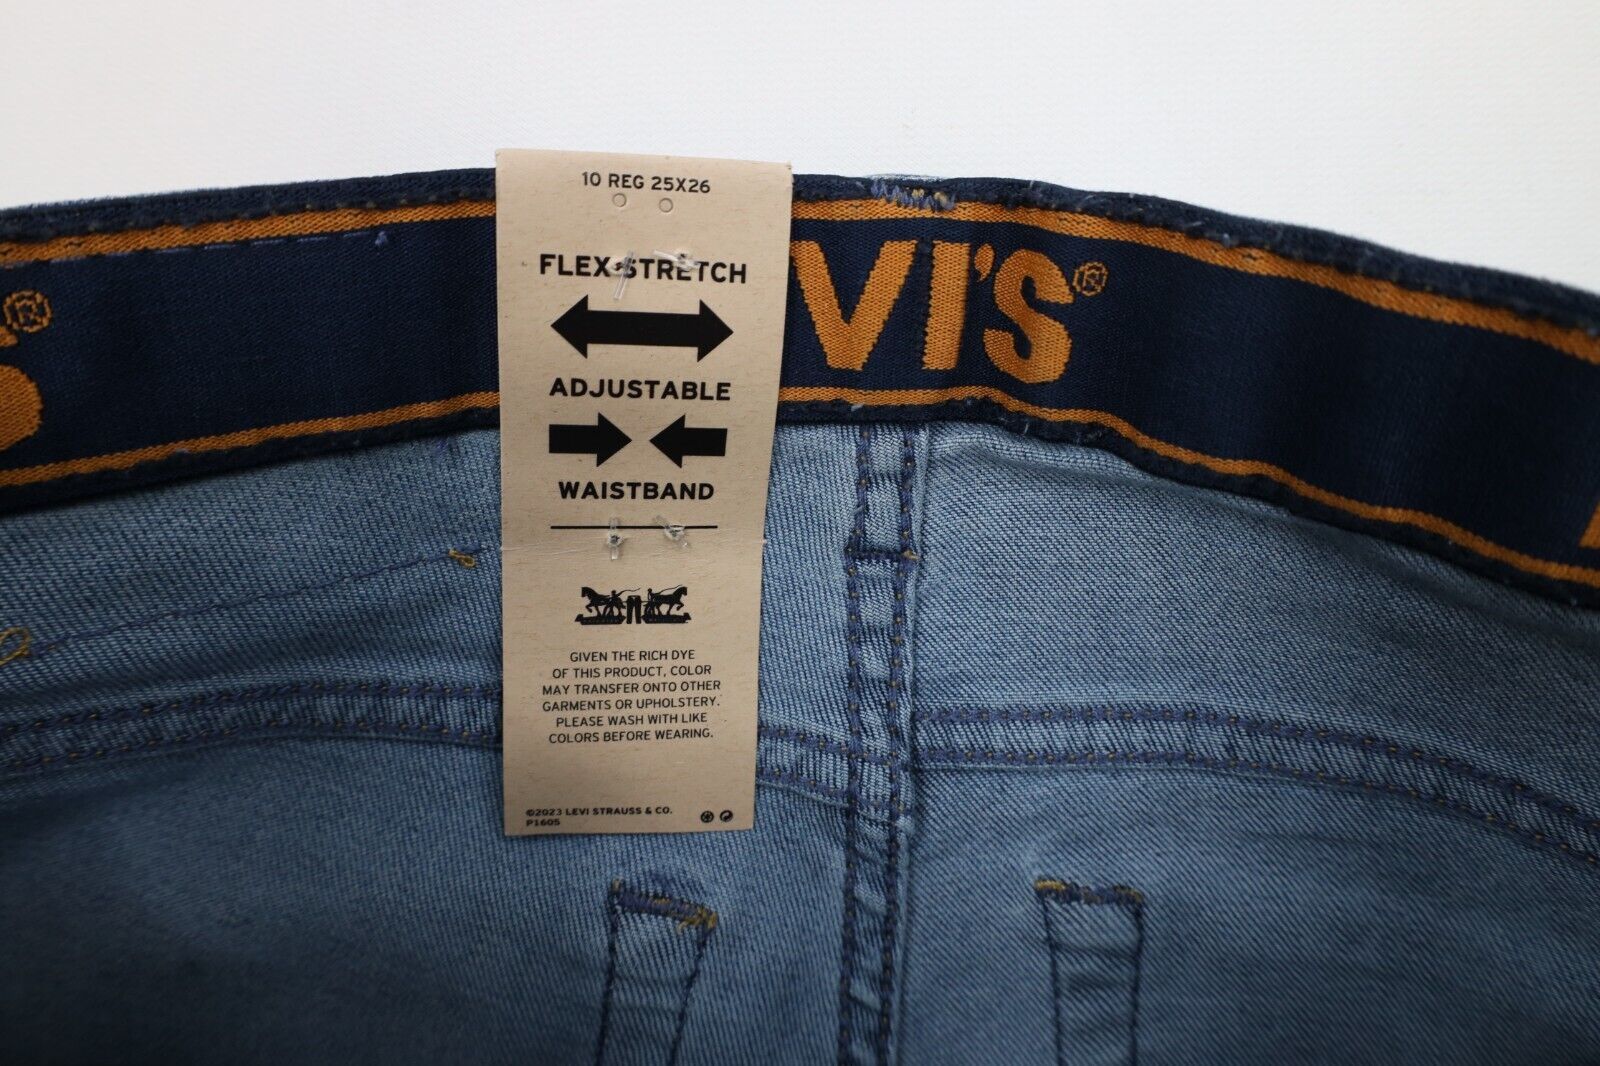 10 REG 25X26
FLEX STRETCH
ADJUSTABLE
WAISTBAND
GIVEN THE RICH DYE
OF THIS PRODUCT, COLOR
MAY TRANSFER ONTO OTHER
GARMENTS OR UPHOLSTERY.
PLEASE WASH WITH LIKE
COLORS BEFORE WEARING.
©2023 LEVI STRAUSS & CO.
P1605
S®
VI'S®